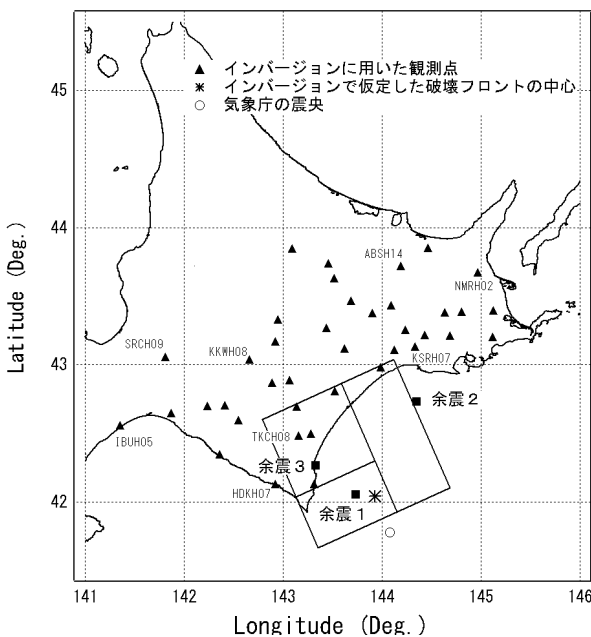 ▲ インバージョンに用いた観測点
＊ インバージョンで仮定した破壊フロントの中心
○ 気象庁の震央
45
44
43
42
Latitude (Deg.)
ABSH14
NMRH02
SRCH09
KKWH08
KSRH07
余震２
IBUH05
TKCH08
余震３
HDKH07
余震１
141 142 143 144 145 146
Longitude (Deg.)